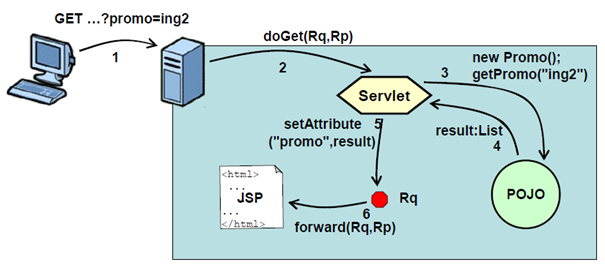 GET ...?promo=ing2
1
doGet(Rq,Rp)
2
new Promo();
getPromo("ing2")
3
Servlet
setAttribute
("promo",result)
5
result:List
4
POJO
<html>
...
JSP
...
</html>
Rq
6
forward(Rq,Rp)